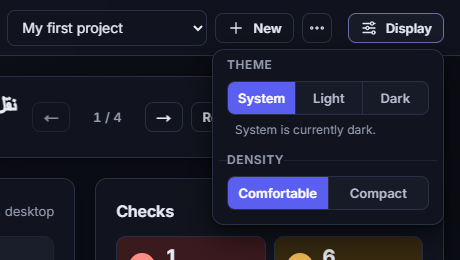 My first project
New
Display
THEME
System Light Dark
System is currently dark.
نقل
1 / 4
DENSITY
Comfortable Compact
desktop
Checks
1
6